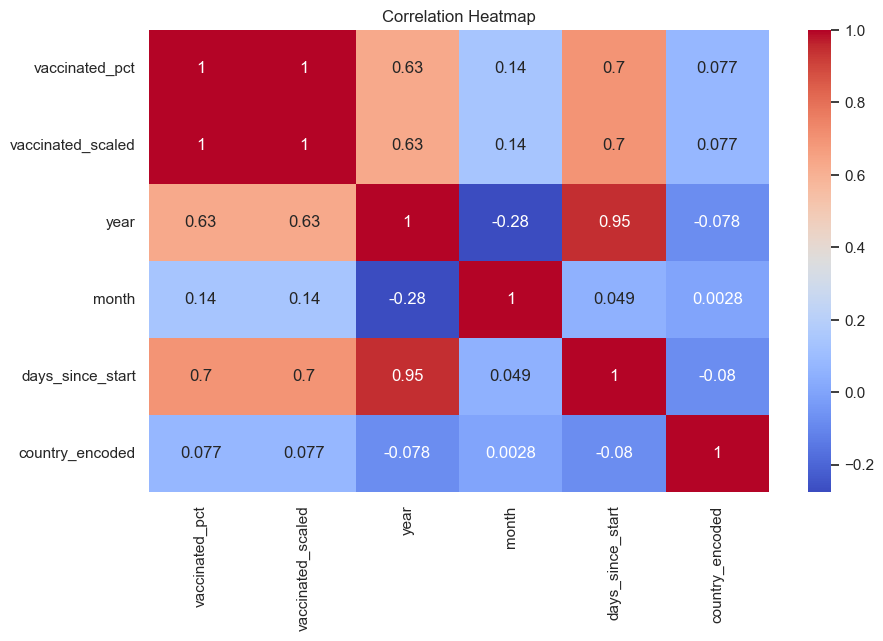 Correlation Heatmap
vaccinated_pct 1 1 0.63 0.14 0.7 0.077
vaccinated_scaled 1 1 0.63 0.14 0.7 0.077
year 0.63 0.63 1 -0.28 0.95 -0.078
month 0.14 0.14 -0.28 1 0.049 0.0028
days_since_start 0.7 0.7 0.95 0.049 1 -0.08
country_encoded 0.077 0.077 -0.078 0.0028 -0.08 1
vaccinated_pct
vaccinated_scaled
year
month
days_since_start
country_encoded
1.0
0.8
0.6
0.4
0.2
0.0
−0.2